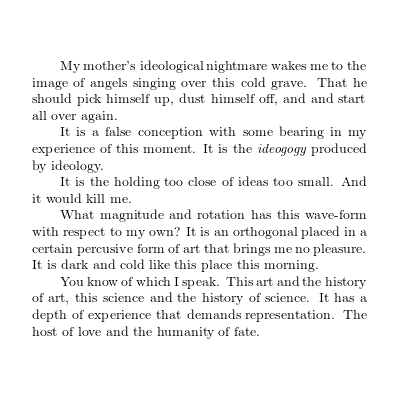 My mother's ideological nightmare wakes me to the
image of angels singing over this cold grave. That he
should pick himself up, dust himself off, and and start
all over again.
It is a false conception with some bearing in my
experience of this moment. It is the ideogogy produced
by ideology.
It is the holding too close of ideas too small. And
it would kill me.
What magnitude and rotation has this wave-form
with respect to my own? It is an orthogonal placed in a
certain percusive form of art that brings me no pleasure.
It is dark and cold like this place this morning.
You know of which I speak. This art and the history
of art, this science and the history of science. It has a
depth of experience that demands representation. The
host of love and the humanity of fate.